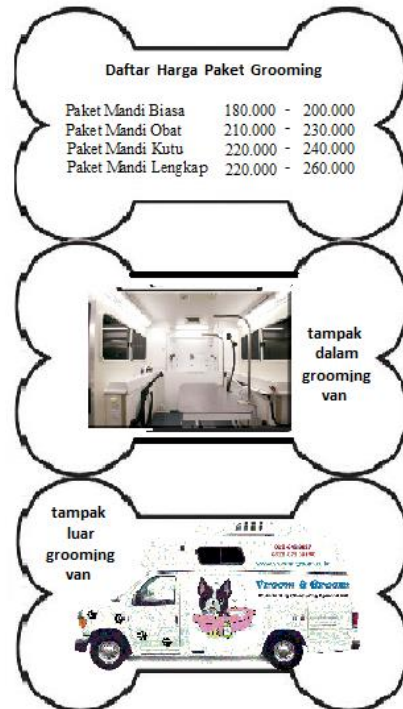 Daftar Harga Paket Grooming
Paket Mandi Biasa 180.000 - 200.000
Paket Mandi Obat 210.000 - 230.000
Paket Mandi Kutu 220.000 - 240.000
Paket Mandi Lengkap 220.000 - 260.000
tampak
dalam
grooming
van
tampak
luar
grooming
van
Vroom & Groom